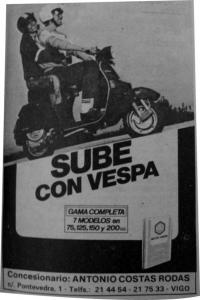 SUBE
CON VESPA
GAMA COMPLETA
7 MODELOS en
75,125,150 y 200 cc.
Concesionario: ANTONIO COSTAS RODAS
s/. Pontevedra, 1 - Telfs.: 21 44 54 - 21 75 33 - VIGO